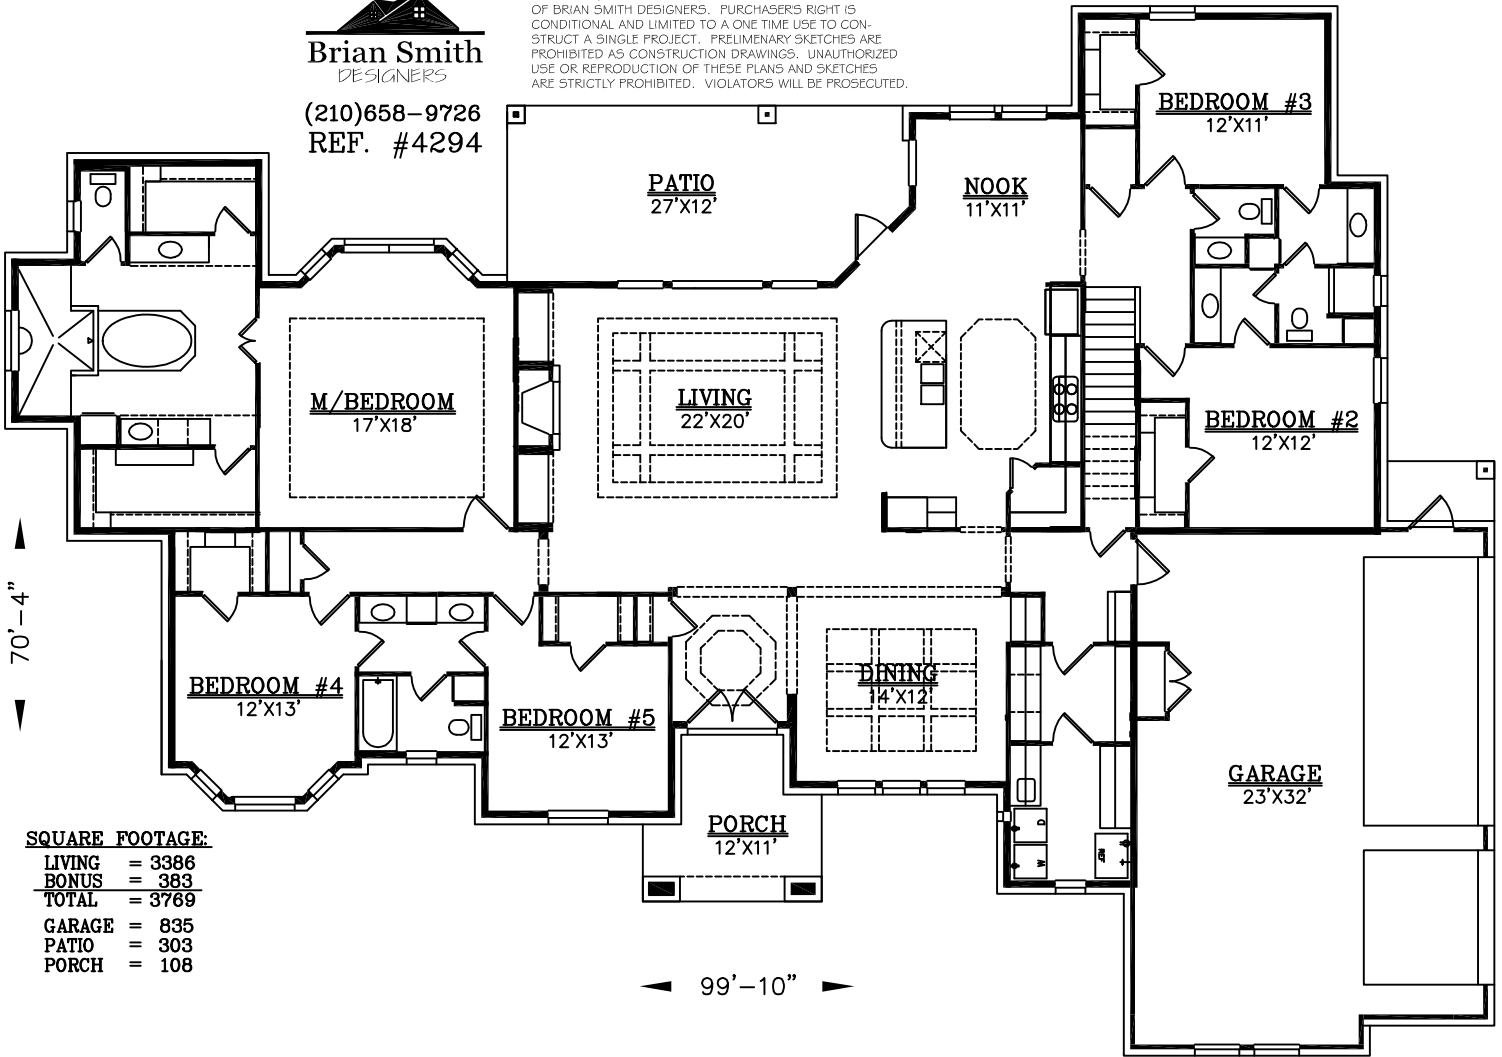 Brian Smith
DESIGNERS
(210)658-9726
REF. #4294
OF BRIAN SMITH DESIGNERS. PURCHASERS RIGHT IS
CONDITIONAL AND LIMITED TO A ONE TIME USE TO CON-
STRUCT A SINGLE PROJECT. PRELIMENARY SKETCHES ARE
PROHIBITED AS CONSTRUCTION DRAWINGS. UNAUTHORIZED
USE OR REPRODUCTION OF THESE PLANS AND SKETCHES
ARE STRICTLY PROHIBITED. VIOLATORS WILL BE PROSECUTED.
BEDROOM #3
12'X11'
PATIO
27'X12'
NOOK
11'X11'
M/BEDROOM
17'X18'
LIVING
22'X20'
BEDROOM #2
12'X12'
70'-4"
BEDROOM #4
12'X13'
BEDROOM #5
12'X13'
DINING
14'X12'
GARAGE
23'X32'
PORCH
12'X11'
D
W
REF
SQUARE FOOTAGE:
LIVING = 3386
BONUS = 383
TOTAL = 3769
GARAGE = 835
PATIO = 303
PORCH = 108
99'-10"